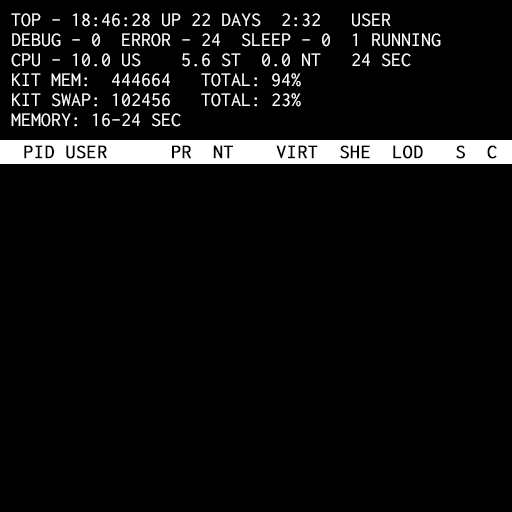 TOP - 18:46:28 UP 22 DAYS 2:32 USER
DEBUG - 0 ERROR - 24 SLEEP - 0 1 RUNNING
CPU - 10.0 US 5.6 ST 0.0 NT 24 SEC
KIT MEM: 444664 TOTAL: 94%
KIT SWAP: 102456 TOTAL: 23%
MEMORY: 16-24 SEC
PID USER PR NT VIRT SHE LOD S C